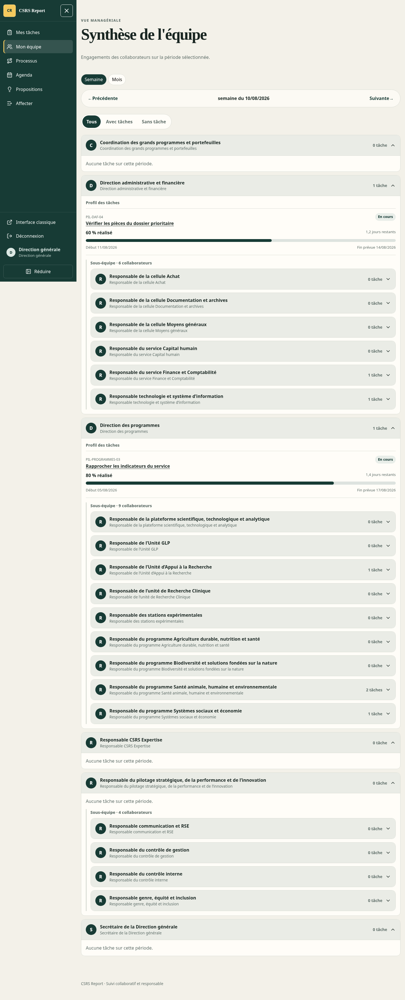 CR
CSRS Report
Mes tâches
Mon équipe
Processus
Agenda
Propositions
Affecter
Interface classique
Déconnexion
D
Direction générale
Direction générale
Réduire
VUE MANAGÉRIALE
Synthèse de l'équipe
Engagements des collaborateurs sur la période sélectionnée.
Semaine
Mois
←Précédente
semaine du 10/08/2026
Suivante→
Tous
Avec tâches
Sans tâche
C
Coordination des grands programmes et portefeuilles
Coordination des grands programmes et portefeuilles
0 tâche
Aucune tâche sur cette période.
D
Direction administrative et financière
Direction administrative et financière
1 tâche
Profil des tâches
PIL-DAF-04
En cours
Vérifier les pièces du dossier prioritaire
60 % réalisé
1,2 jours restants
Début 11/08/2026
Fin prévue 14/08/2026
Sous-équipe · 6 collaborateurs
R
Responsable de la cellule Achat
Responsable de la cellule Achat
0 tâche
R
Responsable de la cellule Documentation et archives
Responsable de la cellule Documentation et archives
0 tâche
R
Responsable de la cellule Moyens généraux
Responsable de la cellule Moyens généraux
0 tâche
R
Responsable du service Capital humain
Responsable du service Capital humain
0 tâche
R
Responsable du service Finance et Comptabilité
Responsable du service Finance et Comptabilité
1 tâche
R
Responsable technologie et système d’information
Responsable technologie et système d’information
1 tâche
D
Direction des programmes
Direction des programmes
1 tâche
Profil des tâches
PIL-PROGRAMMES-03
En cours
Rapprocher les indicateurs du service
80 % réalisé
1,4 jours restants
Début 05/08/2026
Fin prévue 17/08/2026
Sous-équipe · 9 collaborateurs
R
Responsable de la plateforme scientifique, technologique et analytique
Responsable de la plateforme scientifique, technologique et analytique
0 tâche
R
Responsable de l’Unité GLP
Responsable de l’Unité GLP
0 tâche
R
Responsable de l’Unité d’Appui à la Recherche
Responsable de l’Unité d’Appui à la Recherche
1 tâche
R
Responsable de l’unité de Recherche Clinique
Responsable de l’unité de Recherche Clinique
0 tâche
R
Responsable des stations expérimentales
Responsable des stations expérimentales
0 tâche
R
Responsable du programme Agriculture durable, nutrition et santé
Responsable du programme Agriculture durable, nutrition et santé
0 tâche
R
Responsable du programme Biodiversité et solutions fondées sur la nature
Responsable du programme Biodiversité et solutions fondées sur la nature
0 tâche
R
Responsable du programme Santé animale, humaine et environnementale
Responsable du programme Santé animale, humaine et environnementale
2 tâches
R
Responsable du programme Systèmes sociaux et économie
Responsable du programme Systèmes sociaux et économie
1 tâche
R
Responsable CSRS Expertise
Responsable CSRS Expertise
0 tâche
Aucune tâche sur cette période.
R
Responsable du pilotage stratégique, de la performance et de l’innovation
Responsable du pilotage stratégique, de la performance et de l’innovation
0 tâche
Aucune tâche sur cette période.
Sous-équipe · 4 collaborateurs
R
Responsable communication et RSE
Responsable communication et RSE
0 tâche
R
Responsable du contrôle de gestion
Responsable du contrôle de gestion
0 tâche
R
Responsable du contrôle interne
Responsable du contrôle interne
0 tâche
R
Responsable genre, équité et inclusion
Responsable genre, équité et inclusion
0 tâche
S
Secrétaire de la Direction générale
Secrétaire de la Direction générale
0 tâche
Aucune tâche sur cette période.
CSRS Report · Suivi collaboratif et responsable